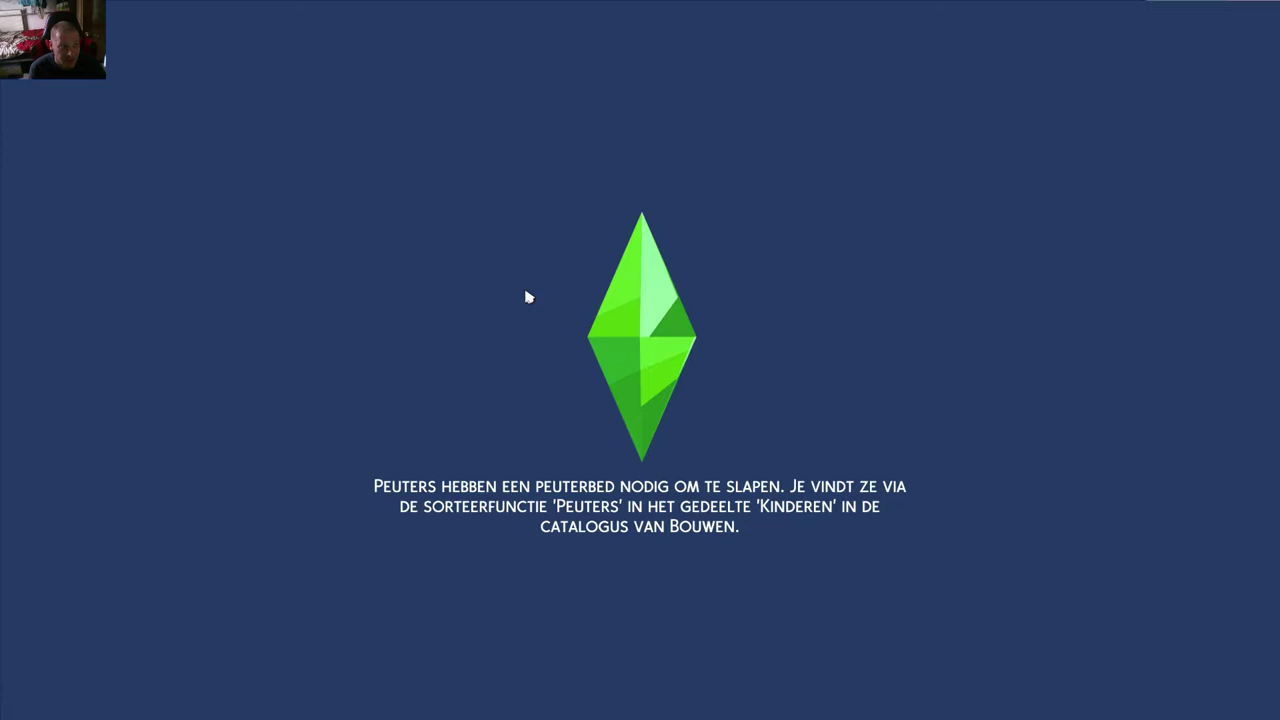 Peuters hebben een peuterbed nodig om te slapen. Je vindt ze via
de sorteerfunctie 'Peuters' in het gedeelte 'Kinderen' in de
catalogus van Bouwen.